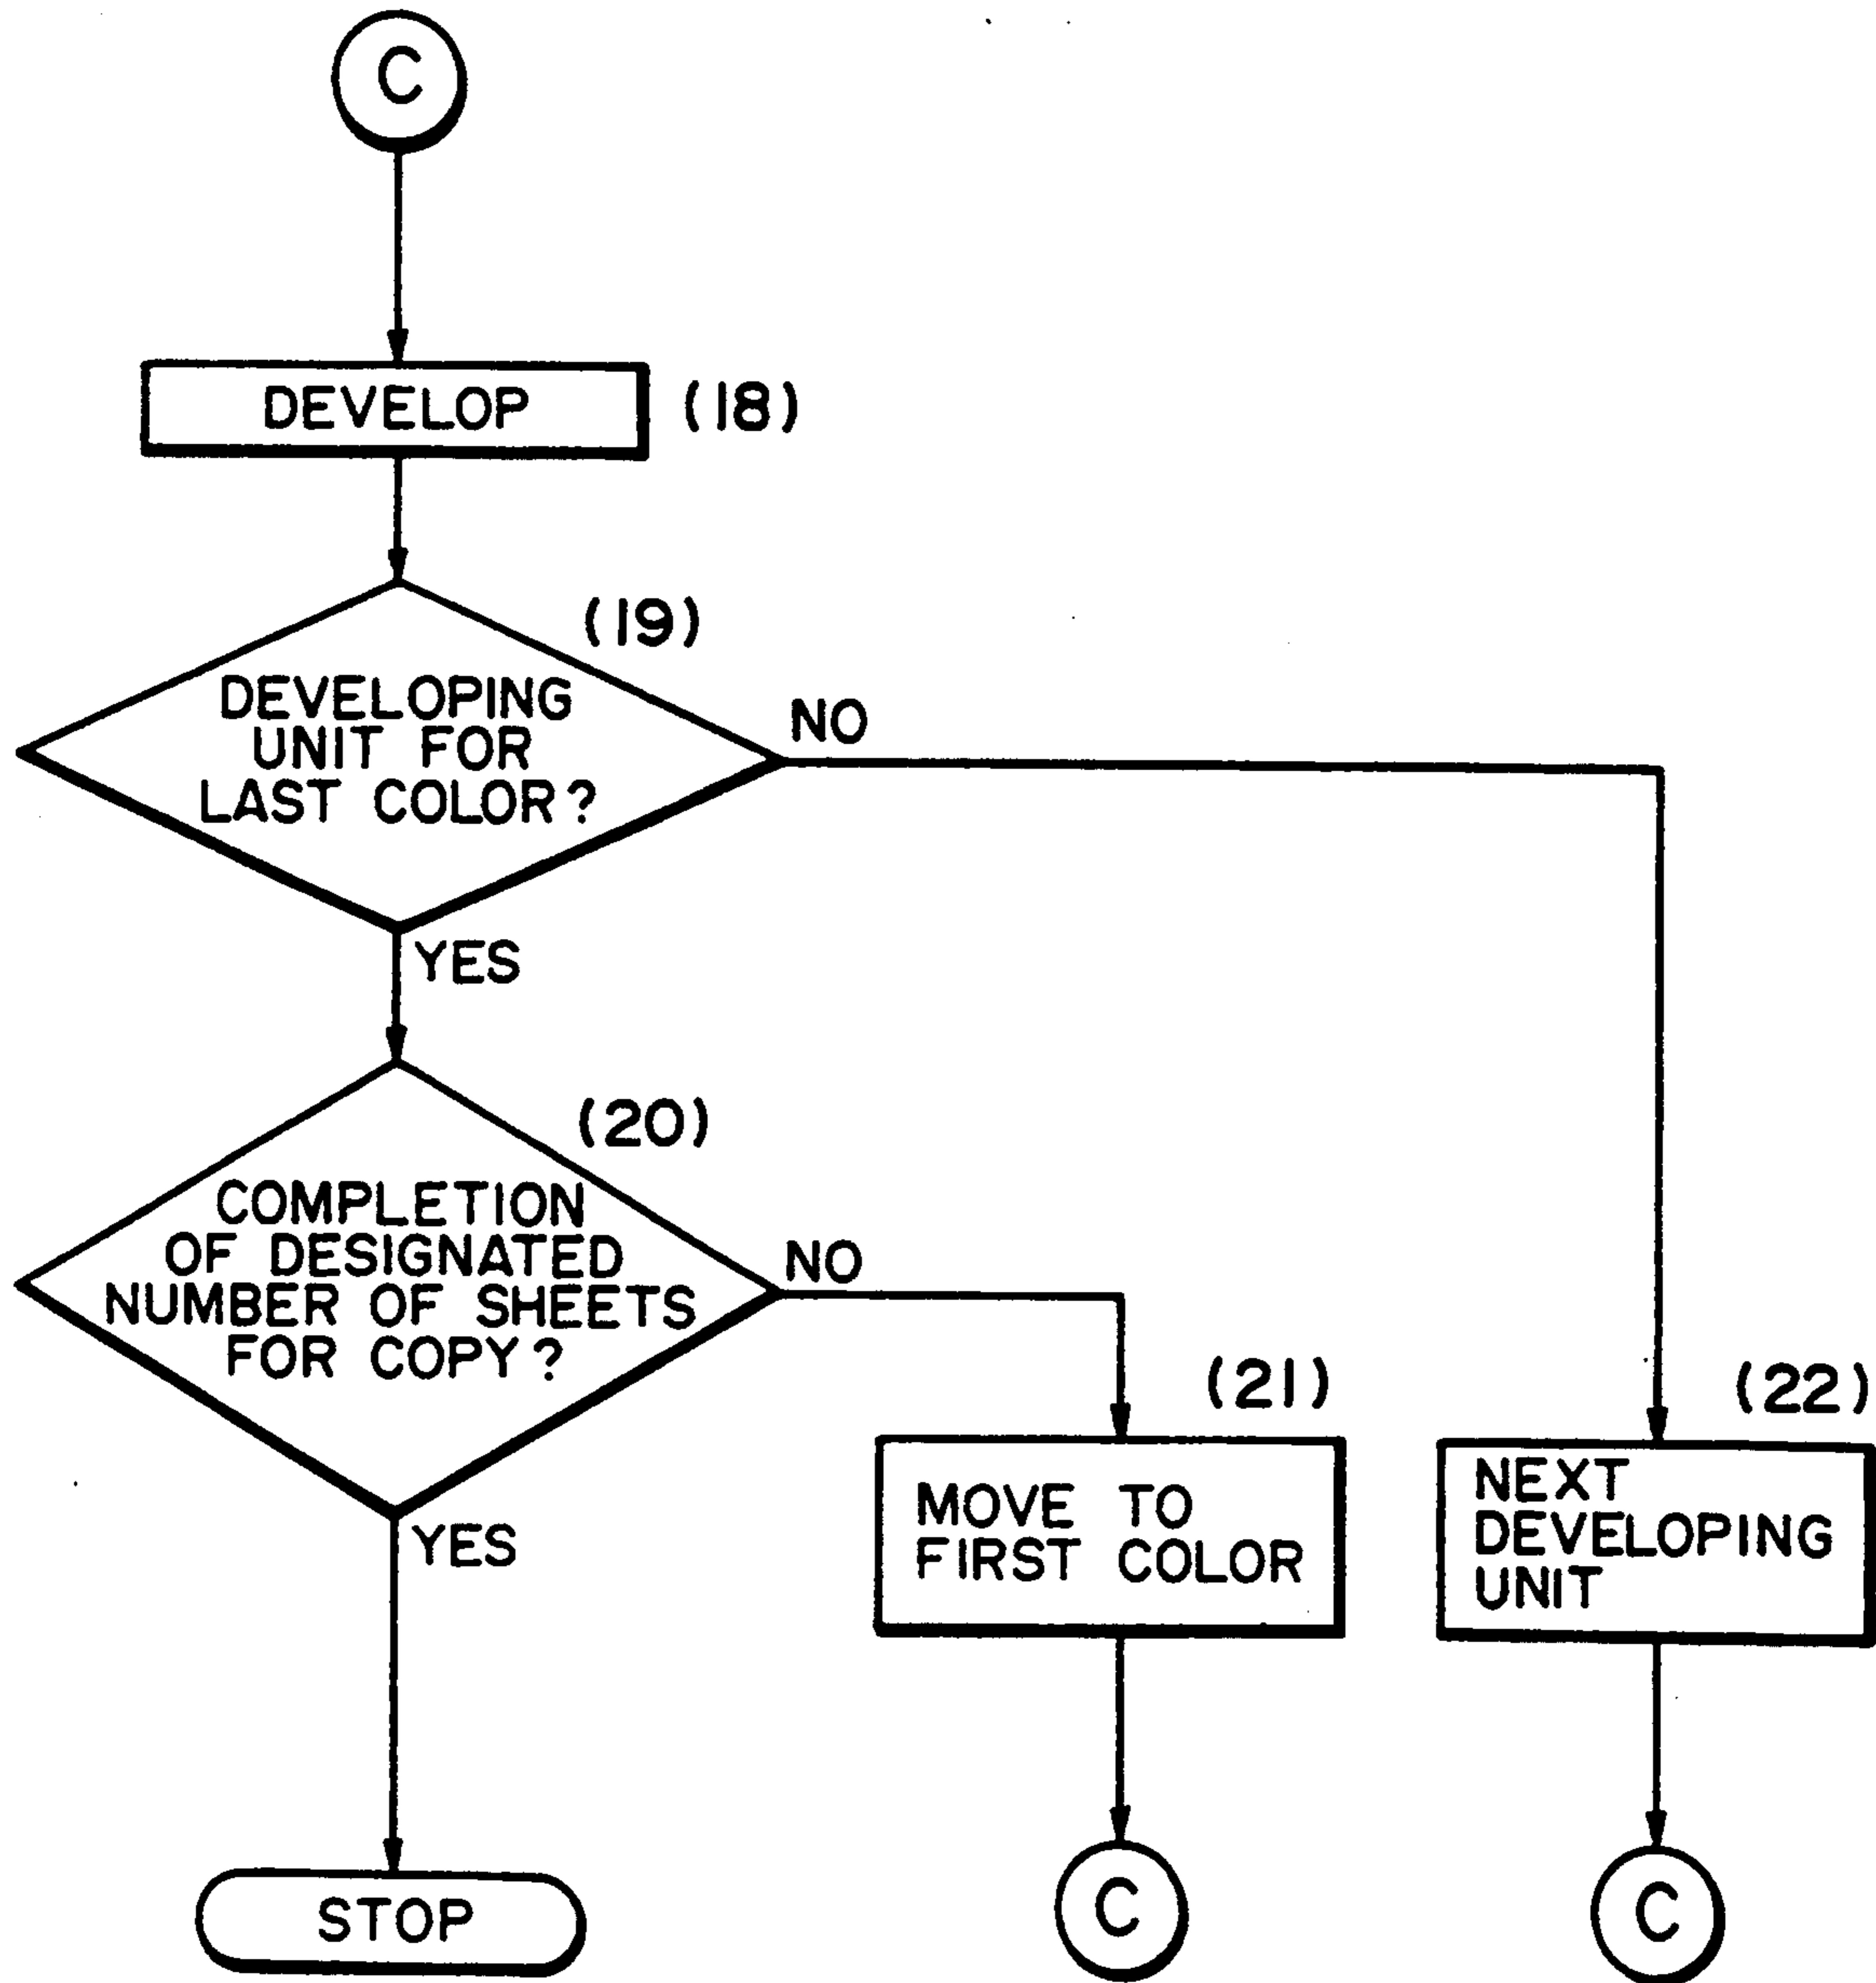 C
DEVELOP
(18)
(19)
DEVELOPING
UNIT FOR
LAST COLOR?
NO
YES
(20)
COMPLETION
OF DESIGNATED
NUMBER OF SHEETS
FOR COPY?
NO
YES
(21)
MOVE TO
FIRST COLOR
(22)
NEXT
DEVELOPING
UNIT
STOP
C
C